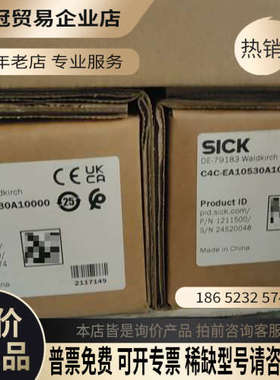 冠贸易企业店
年老店 专业服务
热销
SICK
DE-79183 Waldkirch
C4C-EA10530A10
30A10000
CE UK CA
25
Product ID
pid.sick.com/
P/N 1211500/
S/N 24520046
Made in China
2137149
186 5232 574
价
品
本店皆是询价产品 拍前咨询客
普票免费 可开专票 稀缺型号请咨